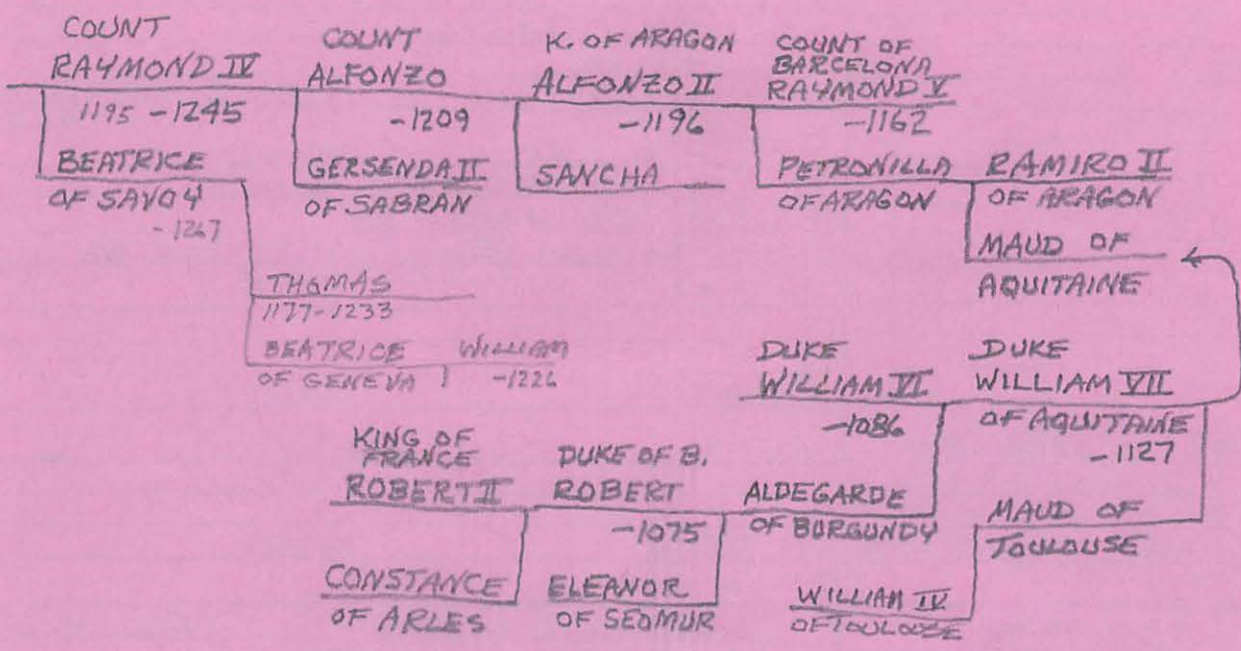 COUNT
RAYMOND IV
1195 - 1245
BEATRICE
OF SAVOY
- 1267
COUNT
ALFONZO
- 1209
GERSENDA II
OF SABRAN
K. OF ARAGON
ALFONZO II
- 1196
SANCHA
COUNT OF
BARCELONA
RAYMOND V
- 1162
PETRONILLA
OF ARAGON
RAMIRO II
OF ARAGON
MAUD OF
AQUITAINE
THOMAS
1177-1233
BEATRICE
OF GENEVA
WILLIAM
- 1226
DUKE
WILLIAM VI
- 1086
DUKE
WILLIAM VII
OF AQUITAINE
- 1127
KING OF
FRANCE
ROBERT II
DUKE OF B.
ROBERT
- 1075
ALDEGARDE
OF BURGUNDY
MAUD OF
TOULOUSE
CONSTANCE
OF ARLES
ELEANOR
OF SEOMUR
WILLIAM IV
OF TOULOUSE